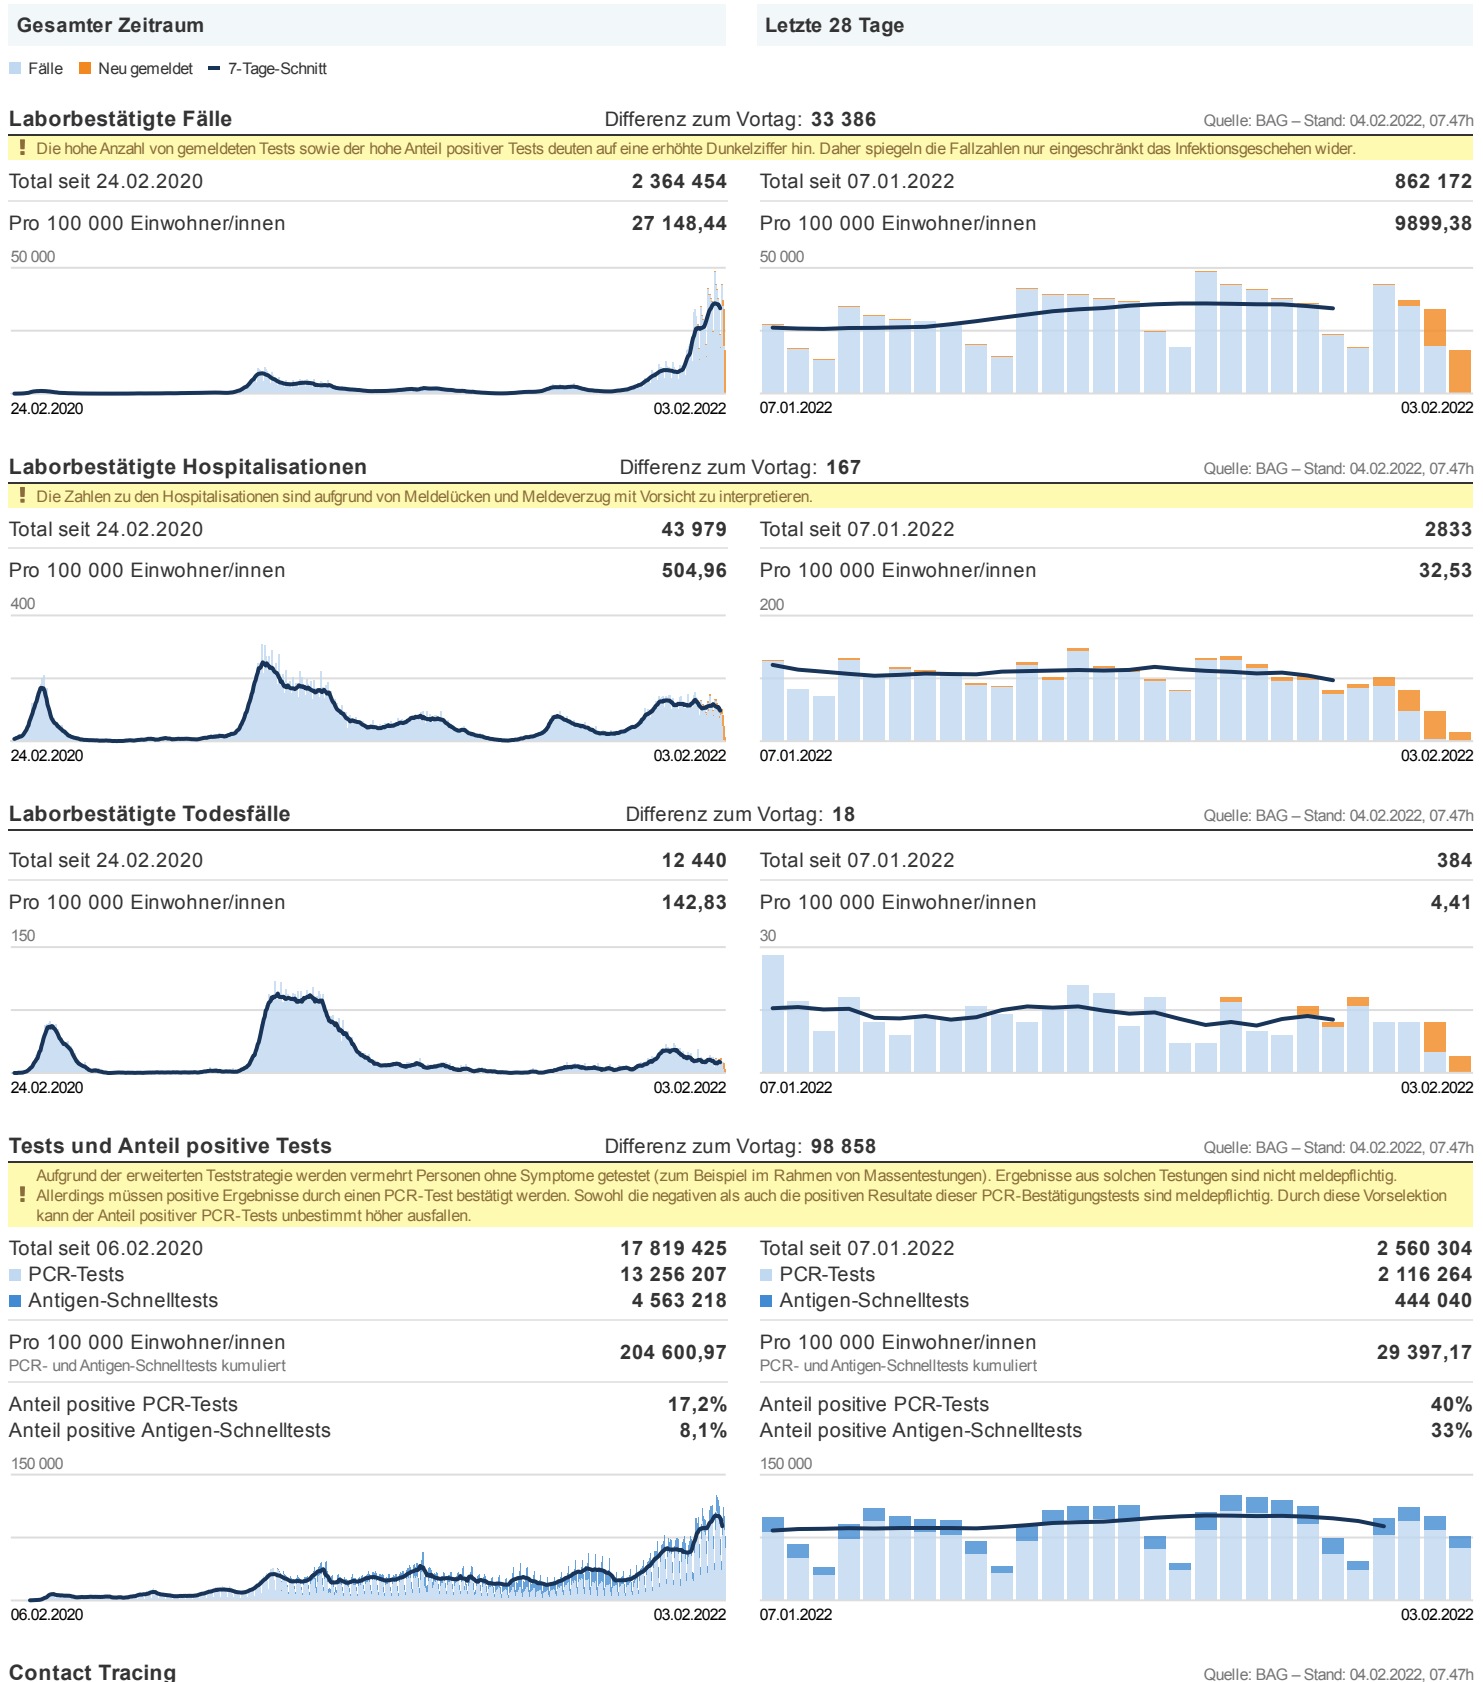 Gesamter Zeitraum
Letzte 28 Tage
Fälle Neu gemeldet 7-Tage-Schnitt
Laborbestätigte Fälle Differenz zum Vortag: 33 386 Quelle: BAG – Stand: 04.02.2022, 07.47h
! Die hohe Anzahl von gemeldeten Tests sowie der hohe Anteil positiver Tests deuten auf eine erhöhte Dunkelziffer hin. Daher spiegeln die Fallzahlen nur eingeschränkt das Infektionsgeschehen wider.
Total seit 24.02.2020 2 364 454
Pro 100 000 Einwohner/innen 27 148,44
50 000
24.02.2020 03.02.2022
Total seit 07.01.2022 862 172
Pro 100 000 Einwohner/innen 9899,38
50 000
07.01.2022 03.02.2022
Laborbestätigte Hospitalisationen Differenz zum Vortag: 167 Quelle: BAG – Stand: 04.02.2022, 07.47h
! Die Zahlen zu den Hospitalisationen sind aufgrund von Meldelücken und Meldeverzug mit Vorsicht zu interpretieren.
Total seit 24.02.2020 43 979
Pro 100 000 Einwohner/innen 504,96
400
24.02.2020 03.02.2022
Total seit 07.01.2022 2833
Pro 100 000 Einwohner/innen 32,53
200
07.01.2022 03.02.2022
Laborbestätigte Todesfälle Differenz zum Vortag: 18 Quelle: BAG – Stand: 04.02.2022, 07.47h
Total seit 24.02.2020 12 440
Pro 100 000 Einwohner/innen 142,83
150
24.02.2020 03.02.2022
Total seit 07.01.2022 384
Pro 100 000 Einwohner/innen 4,41
30
07.01.2022 03.02.2022
Tests und Anteil positive Tests Differenz zum Vortag: 98 858 Quelle: BAG – Stand: 04.02.2022, 07.47h
Aufgrund der erweiterten Teststrategie werden vermehrt Personen ohne Symptome getestet (zum Beispiel im Rahmen von Massentestungen). Ergebnisse aus solchen Testungen sind nicht meldepflichtig.
! Allerdings müssen positive Ergebnisse durch einen PCR-Test bestätigt werden. Sowohl die negativen als auch die positiven Resultate dieser PCR-Bestätigungstests sind meldepflichtig. Durch diese Vorselektion
kann der Anteil positiver PCR-Tests unbestimmt höher ausfallen.
Total seit 06.02.2020 17 819 425
PCR-Tests 13 256 207
Antigen-Schnelltests 4 563 218
Pro 100 000 Einwohner/innen 204 600,97
PCR- und Antigen-Schnelltests kumuliert
Anteil positive PCR-Tests 17,2%
Anteil positive Antigen-Schnelltests 8,1%
150 000
06.02.2020 03.02.2022
Total seit 07.01.2022 2 560 304
PCR-Tests 2 116 264
Antigen-Schnelltests 444 040
Pro 100 000 Einwohner/innen 29 397,17
PCR- und Antigen-Schnelltests kumuliert
Anteil positive PCR-Tests 40%
Anteil positive Antigen-Schnelltests 33%
150 000
07.01.2022 03.02.2022
Contact Tracing Quelle: BAG – Stand: 04.02.2022, 07.47h